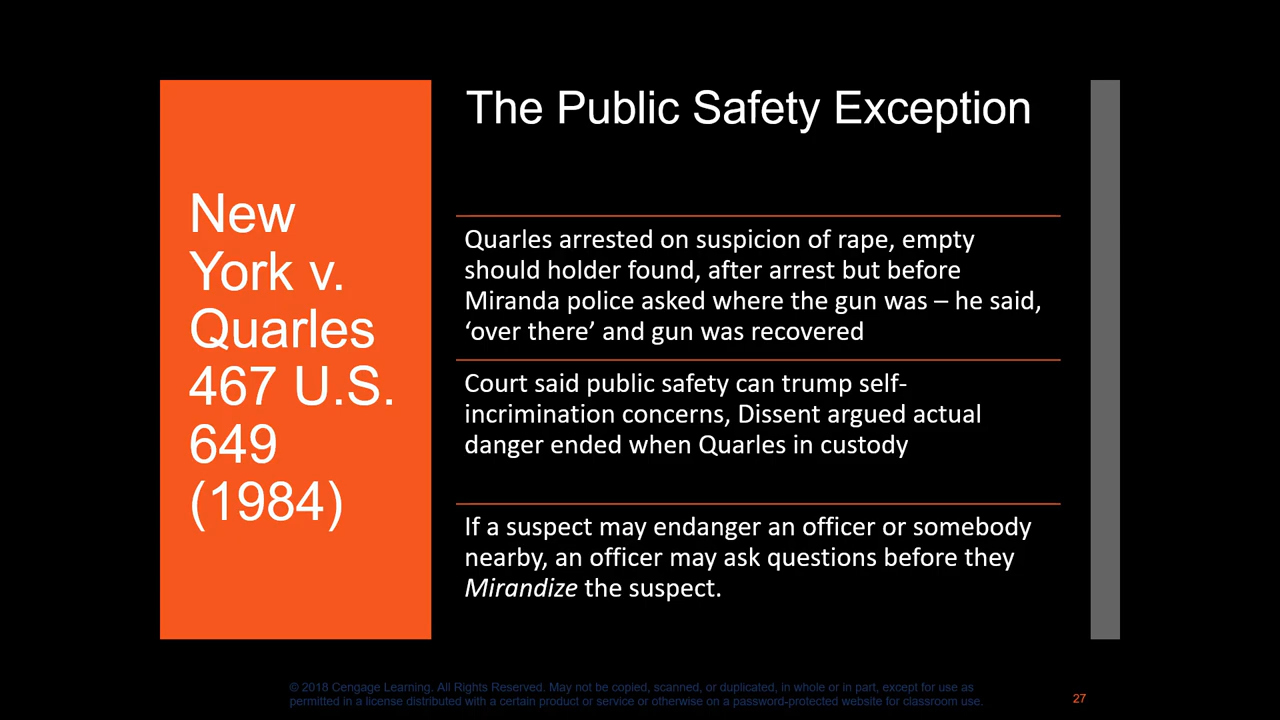 The Public Safety Exception
New
York v.
Quarles
467 U.S.
649
(1984)
Quarles arrested on suspicion of rape, empty
should holder found, after arrest but before
Miranda police asked where the gun was – he said,
‘over there’ and gun was recovered
Court said public safety can trump self-
incrimination concerns, Dissent argued actual
danger ended when Quarles in custody
If a suspect may endanger an officer or somebody
nearby, an officer may ask questions before they
Mirandize the suspect.
© 2018 Cengage Learning. All Rights Reserved. May not be copied, scanned, or duplicated, in whole or in part, except for use as
permitted in a license distributed with a certain product or service or otherwise on a password-protected website for classroom use.
27